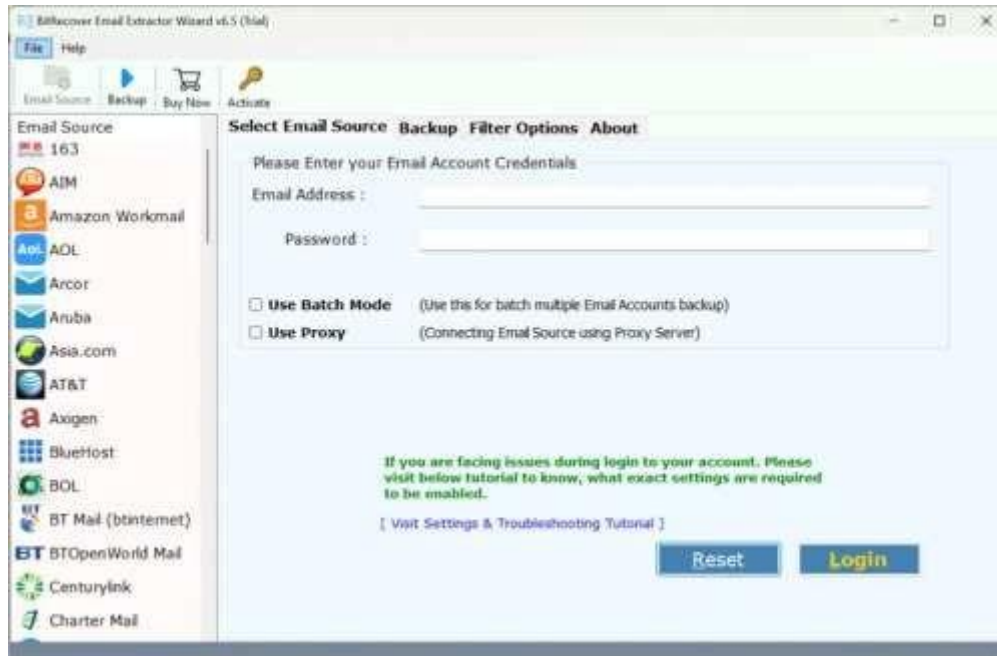 BitRecover Email Extractor Wizard v6.5 (Trial)
File Help
Email Source Backup Buy Now Activate
Email Source
163
AIM
Amazon Workmail
AOL
Arcor
Aruba
Asia.com
AT&T
Axigen
BlueHost
BOL
BT Mail (btinternet)
BT BTOpenWorld Mail
Centurylink
Charter Mail
Select Email Source Backup Filter Options About
Please Enter your Email Account Credentials
Email Address :
Password :
Use Batch Mode (Use this for batch multiple Email Accounts backup)
Use Proxy (Connecting Email Source using Proxy Server)
If you are facing issues during login to your account. Please
visit below tutorial to know, what exact settings are required
to be enabled.
[ Visit Settings & Troubleshooting Tutorial ]
Reset Login